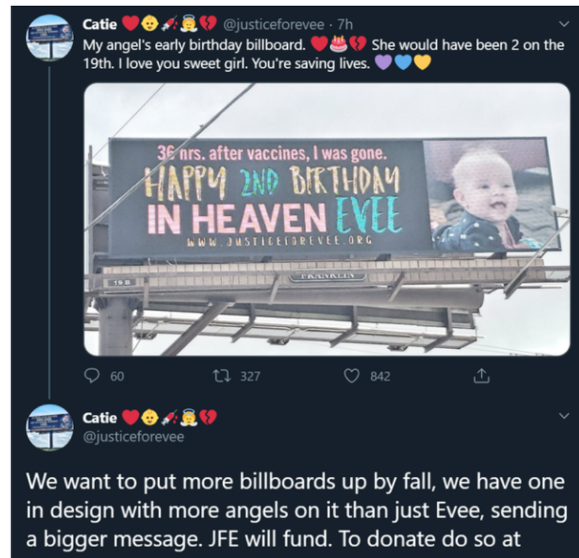 Catie ❤️👶💉👼💔 @justiceforevee · 7h
My angel's early birthday billboard. ❤️🎂💔 She would have been 2 on the
19th. I love you sweet girl. You're saving lives. 💜💙💛
36 hrs. after vaccines, I was gone.
HAPPY 2ND BIRTHDAY
IN HEAVEN EVEE
WWW.JUSTICEFOREVEE.ORG
FRANKLIN
60 327 842
Catie ❤️👶💉👼💔
@justiceforevee
We want to put more billboards up by fall, we have one
in design with more angels on it than just Evee, sending
a bigger message. JFE will fund. To donate do so at